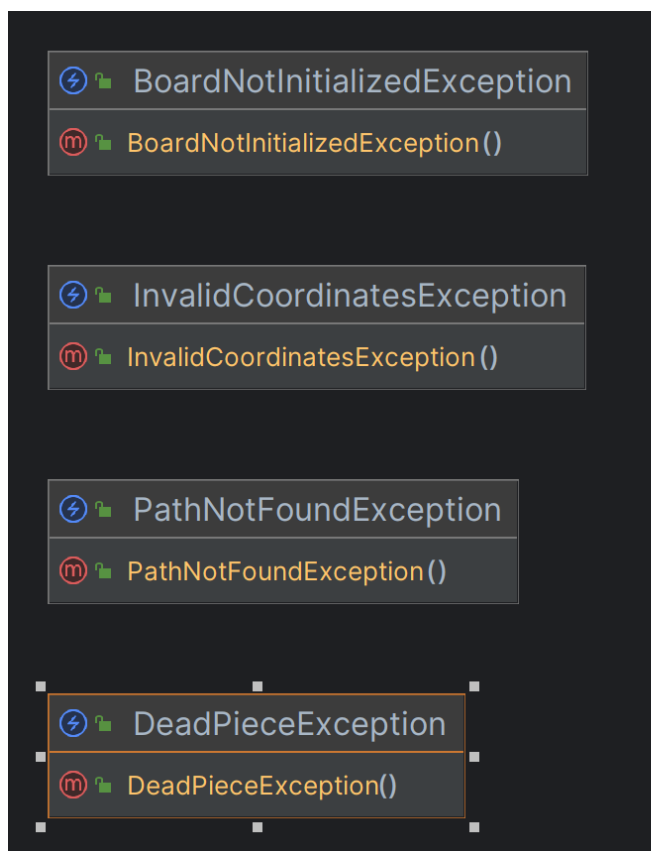 BoardNotInitializedException
BoardNotInitializedException()
InvalidCoordinatesException
InvalidCoordinatesException()
PathNotFoundException
PathNotFoundException()
DeadPieceException
DeadPieceException()